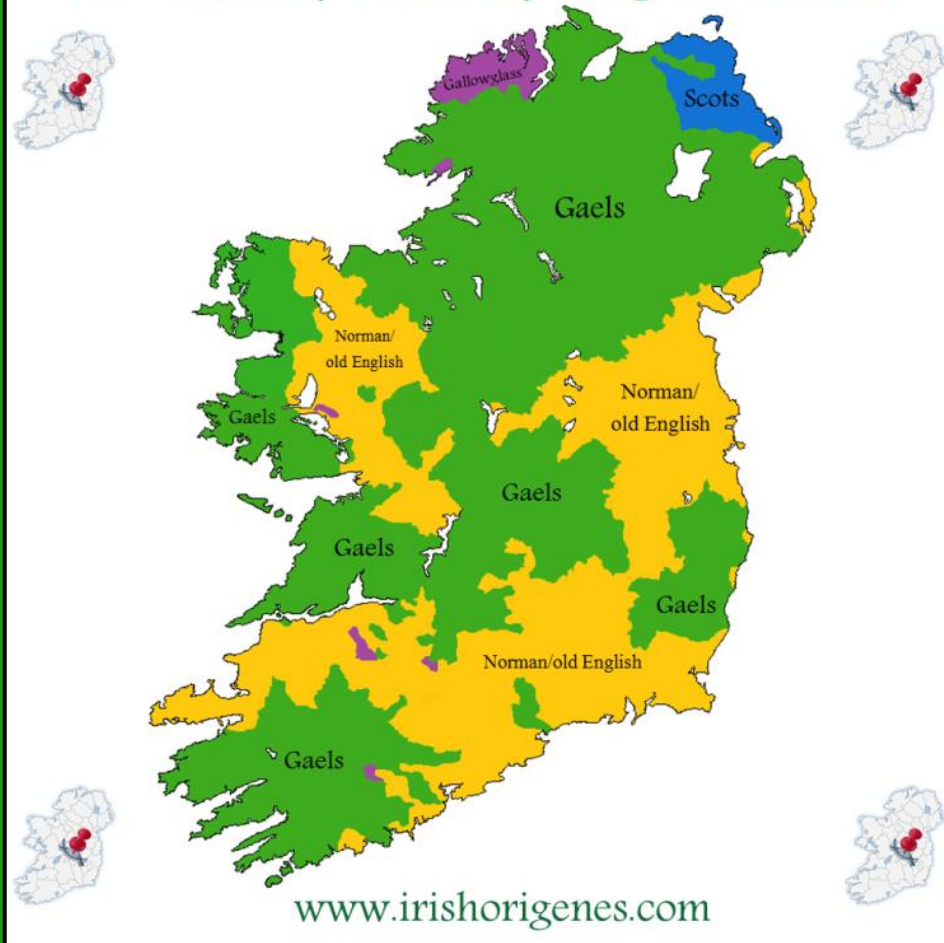 Gallowglass
Scots
Gaels
Norman/
old English
Norman/
old English
Gaels
Gaels
Gaels
Gaels
Norman/old English
Gaels
www.irishorigenes.com